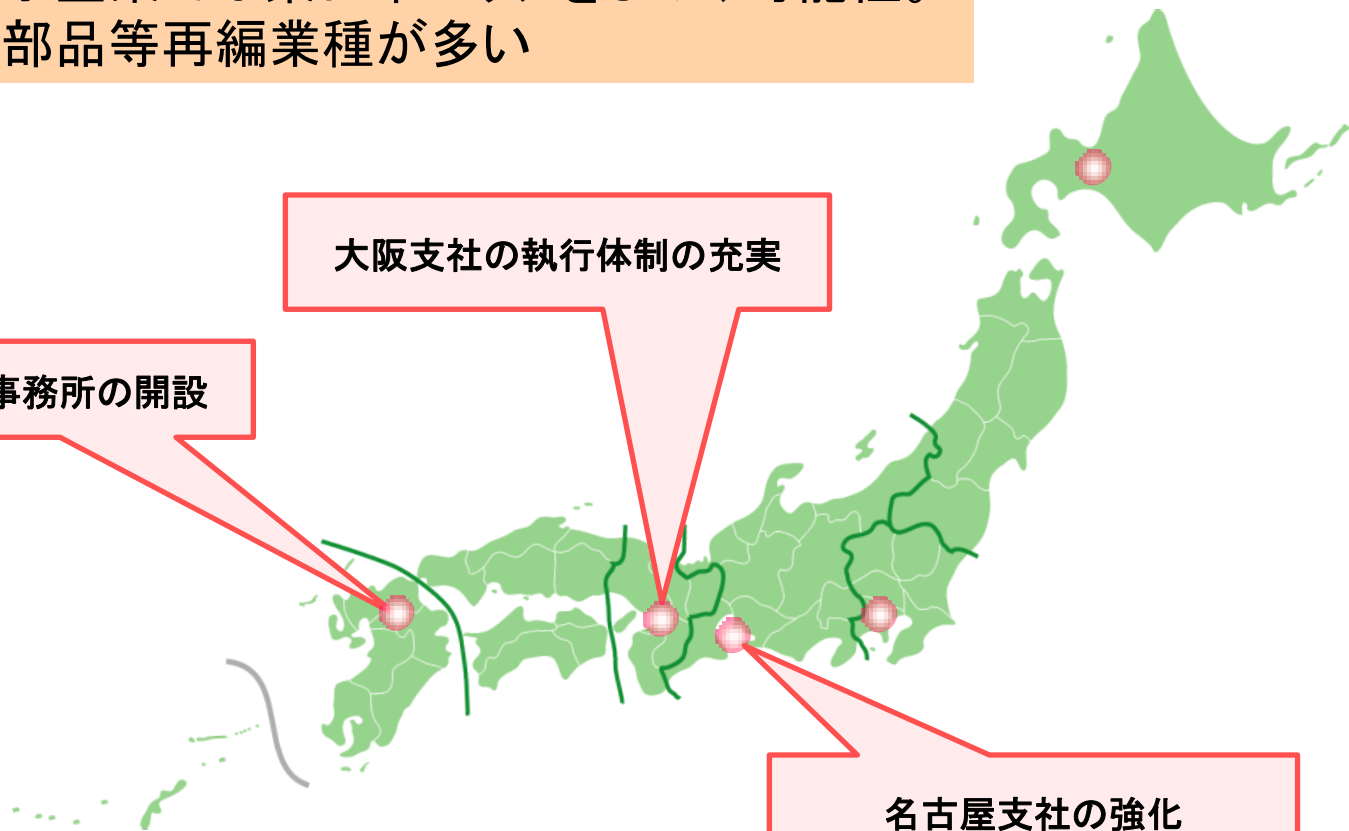 部品等再編業種が多い
大阪支社の執行体制の充実
事務所の開設
名古屋支社の強化